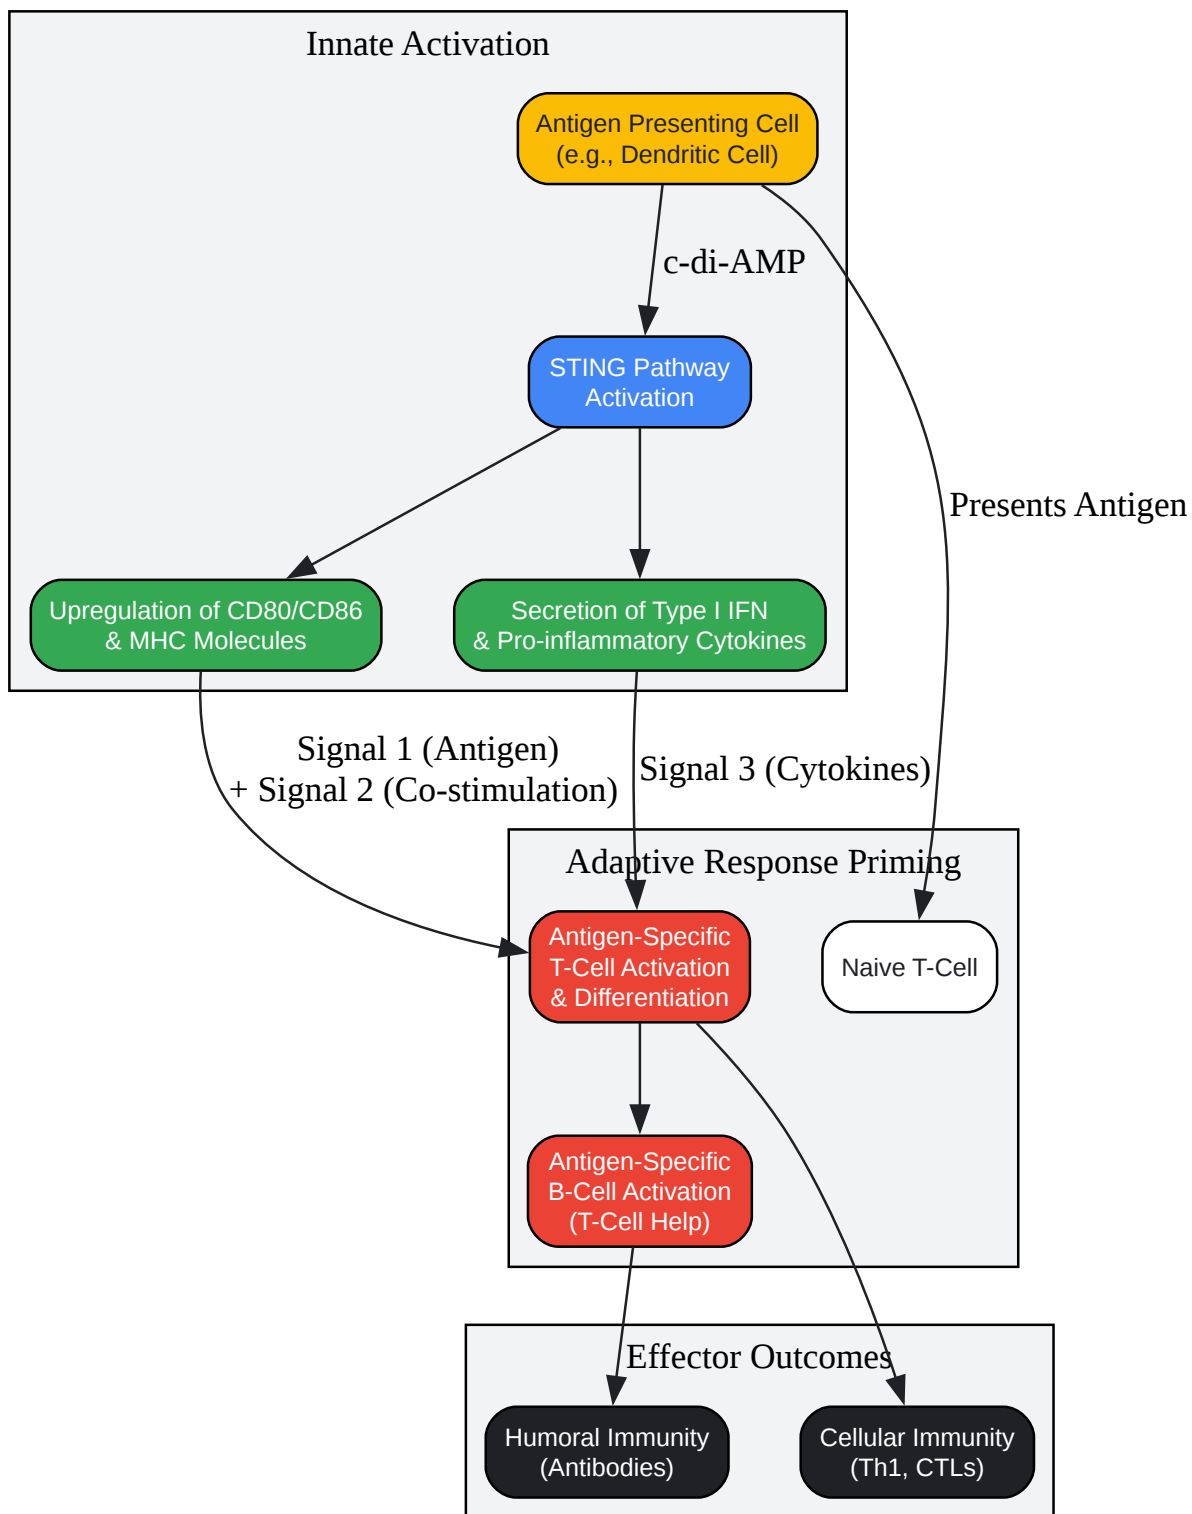 Innate Activation
Antigen Presenting Cell
(e.g., Dendritic Cell)
c-di-AMP
STING Pathway
Activation
Presents Antigen
Upregulation of CD80/CD86
& MHC Molecules
Secretion of Type I IFN
& Pro-inflammatory Cytokines
Signal 1 (Antigen)
+ Signal 2 (Co-stimulation)
Signal 3 (Cytokines)
Adaptive Response Priming
Antigen-Specific
T-Cell Activation
& Differentiation
Naive T-Cell
Antigen-Specific
B-Cell Activation
(T-Cell Help)
Effector Outcomes
Humoral Immunity
(Antibodies)
Cellular Immunity
(Th1, CTLs)